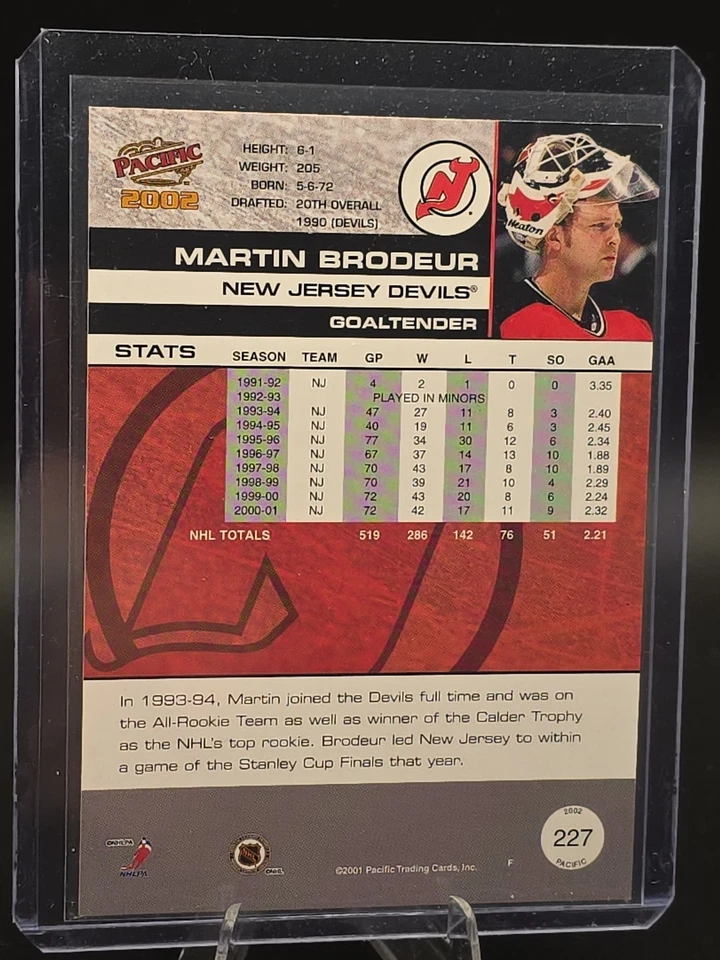 PACIFIC
2002
HEIGHT: 6-1
WEIGHT: 205
BORN: 5-6-72
DRAFTED: 20TH OVERALL
1990 (DEVILS)
Heaton
MARTIN BRODEUR
NEW JERSEY DEVILS®
GOALTENDER
STATS SEASON TEAM GP W L T SO GAA
1991-92 NJ 4 2 1 0 0 3.35
1992-93 PLAYED IN MINORS
1993-94 NJ 47 27 11 8 3 2.40
1994-95 NJ 40 19 11 6 3 2.45
1995-96 NJ 77 34 30 12 6 2.34
1996-97 NJ 67 37 14 13 10 1.88
1997-98 NJ 70 43 17 8 10 1.89
1998-99 NJ 70 39 21 10 4 2.29
1999-00 NJ 72 43 20 8 6 2.24
2000-01 NJ 72 42 17 11 9 2.32
NHL TOTALS 519 286 142 76 51 2.21
In 1993-94, Martin joined the Devils full time and was on
the All-Rookie Team as well as winner of the Calder Trophy
as the NHL's top rookie. Brodeur led New Jersey to within
a game of the Stanley Cup Finals that year.
©NHLPA
NHLPA
©NHL
©2001 Pacific Trading Cards, Inc.
F
2002
227
PACIFIC